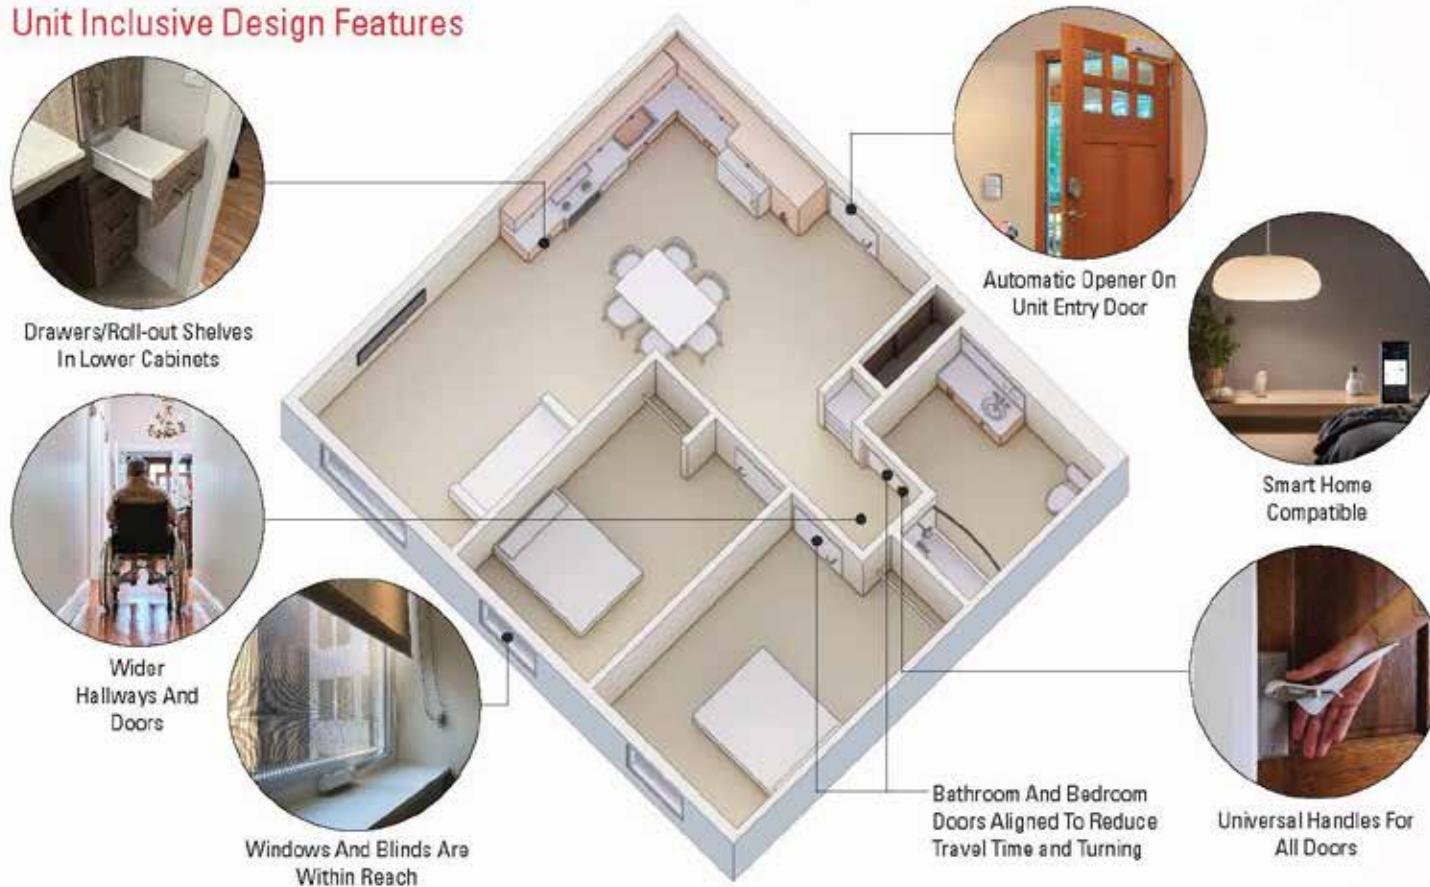 Unit Inclusive Design Features
Drawers/Roll-out Shelves
In Lower Cabinets
Automatic Opener On
Unit Entry Door
Smart Home
Compatible
Wider
Hallways And
Doors
Windows And Blinds Are
Within Reach
Bathroom And Bedroom
Doors Aligned To Reduce
Travel Time and Turning
Universal Handles For
All Doors